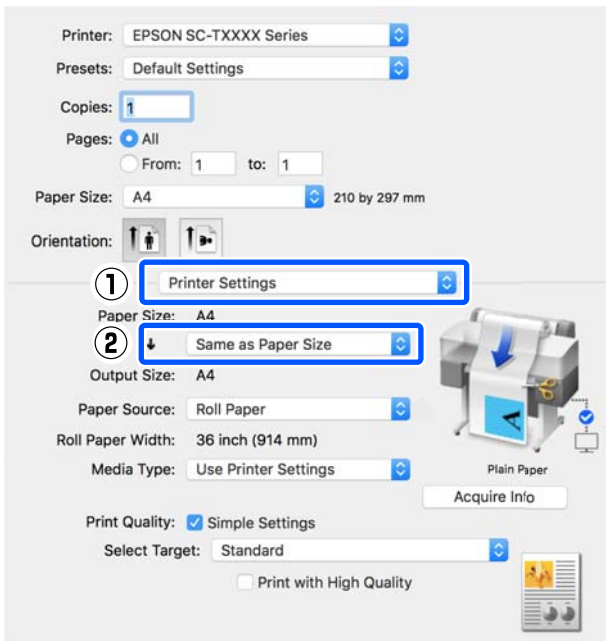 Printer: EPSON SC-TXXXX Series
Presets: Default Settings
Copies: 1
Pages: All
From: 1 to: 1
Paper Size: A4 210 by 297 mm
Orientation:
① Printer Settings
Paper Size: A4
② ↓ Same as Paper Size
Output Size: A4
Paper Source: Roll Paper
Roll Paper Width: 36 inch (914 mm)
Media Type: Use Printer Settings
Plain Paper
Acquire Info
Print Quality: Simple Settings
Select Target: Standard
Print with High Quality